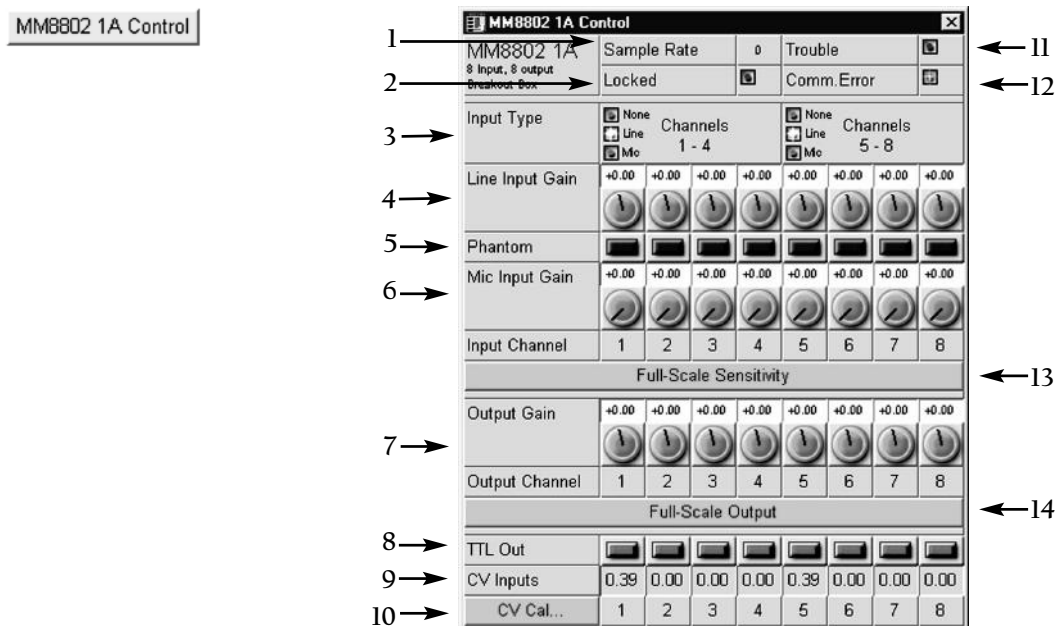 MM8802 1A Control
MM8802 1A Control
1
MM8802 1A
8 Input, 8 output
Breakout Box
Sample Rate
0
Trouble
11
2
Locked
Comm.Error
12
3
Input Type
None
Line
Mic
Channels
1 - 4
None
Line
Mic
Channels
5 - 8
4
Line Input Gain
+0.00 +0.00 +0.00 +0.00 +0.00 +0.00 +0.00 +0.00
5
Phantom
6
Mic Input Gain
+0.00 +0.00 +0.00 +0.00 +0.00 +0.00 +0.00 +0.00
Input Channel 1 2 3 4 5 6 7 8
Full-Scale Sensitivity
13
7
Output Gain
+0.00 +0.00 +0.00 +0.00 +0.00 +0.00 +0.00 +0.00
Output Channel 1 2 3 4 5 6 7 8
Full-Scale Output
14
8
TTL Out
9
CV Inputs 0.39 0.00 0.00 0.00 0.39 0.00 0.00 0.00
10
CV Cal... 1 2 3 4 5 6 7 8